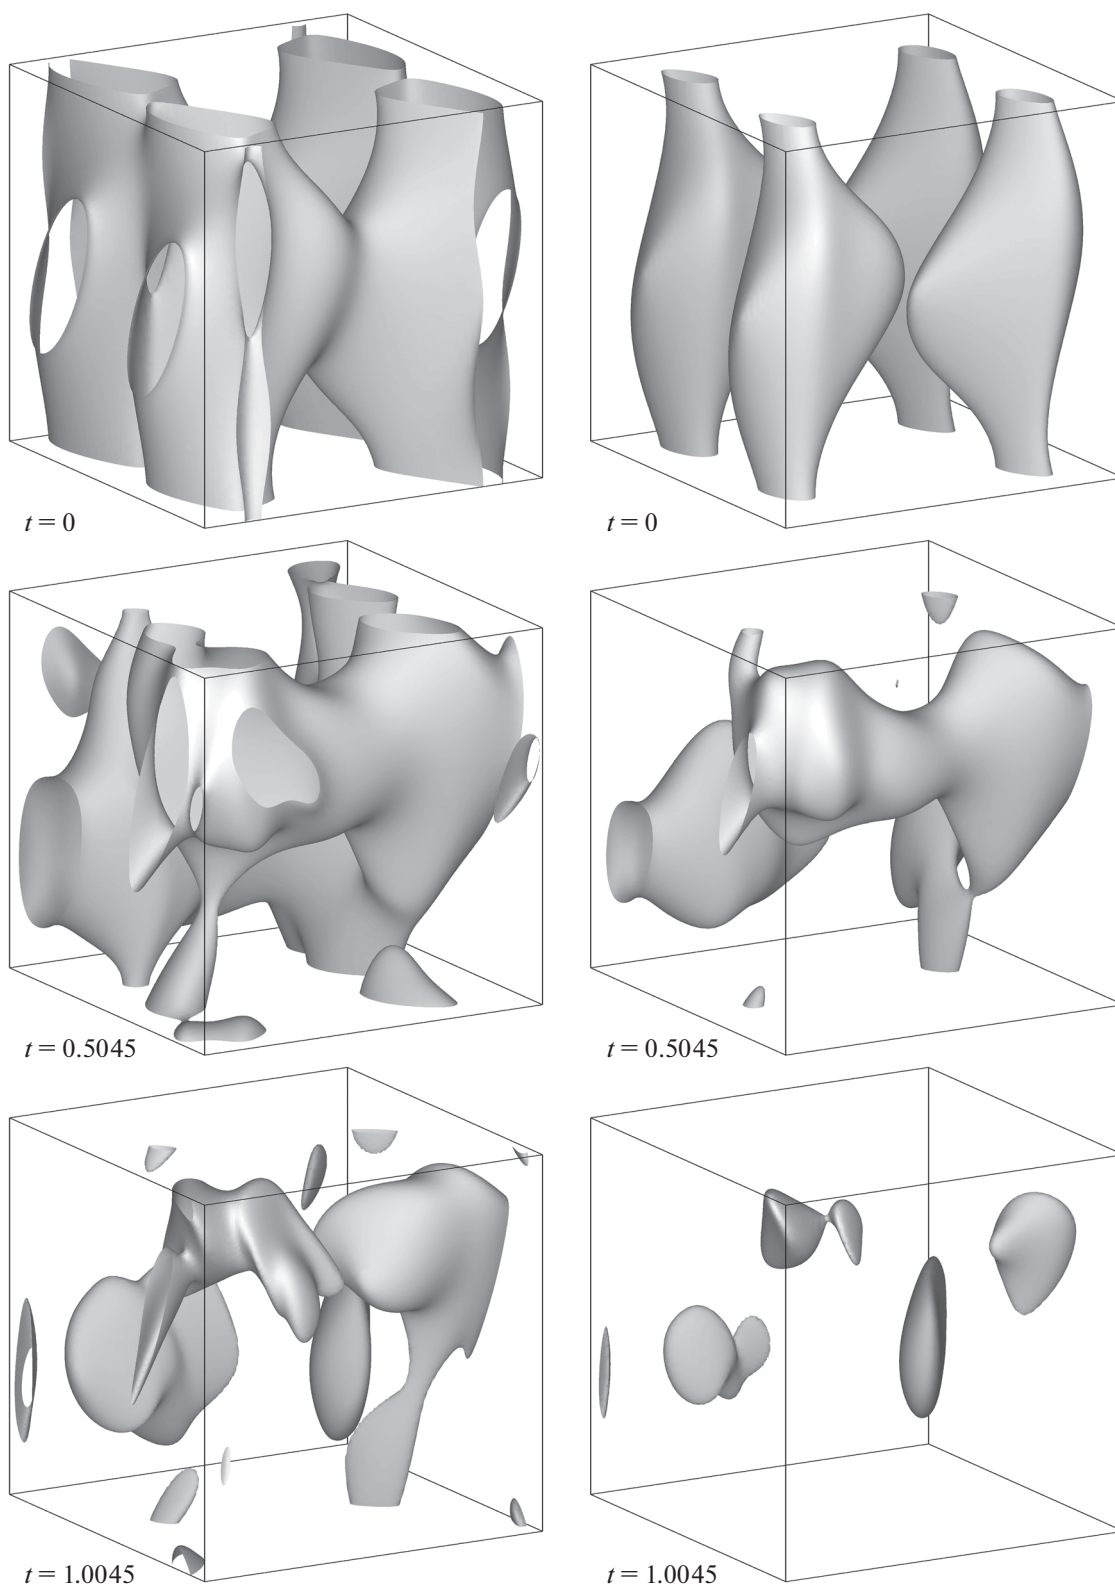 t = 0
t = 0
t = 0.5045
t = 0.5045
t = 1.0045
t = 1.0045